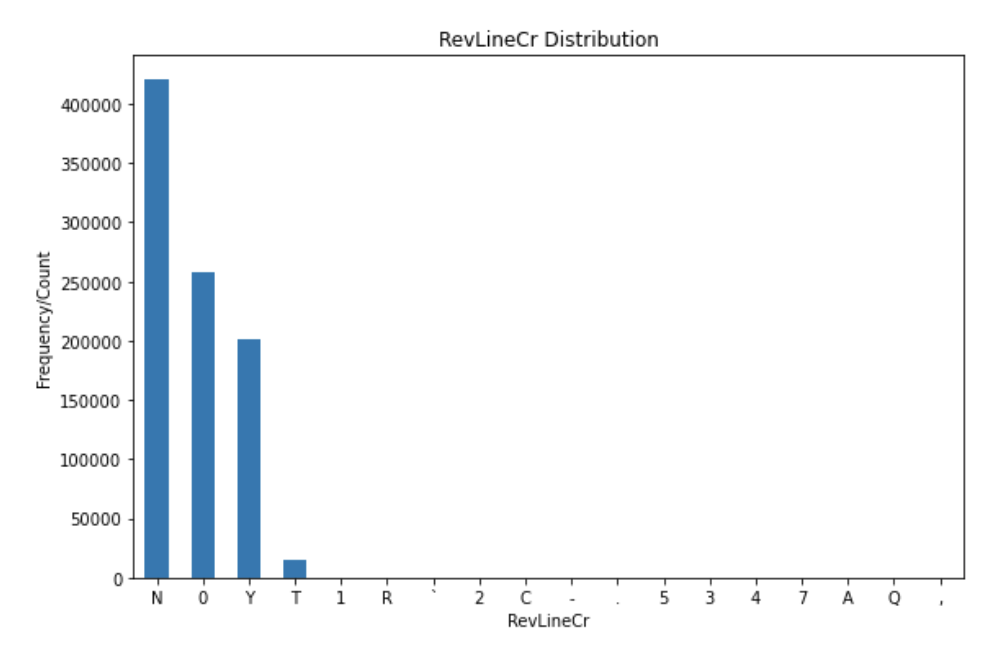 RevLineCr Distribution
Frequency/Count
400000
350000
300000
250000
200000
150000
100000
50000
0
N 0 Y T 1 R ` 2 C - . 5 3 4 7 A Q ,
RevLineCr